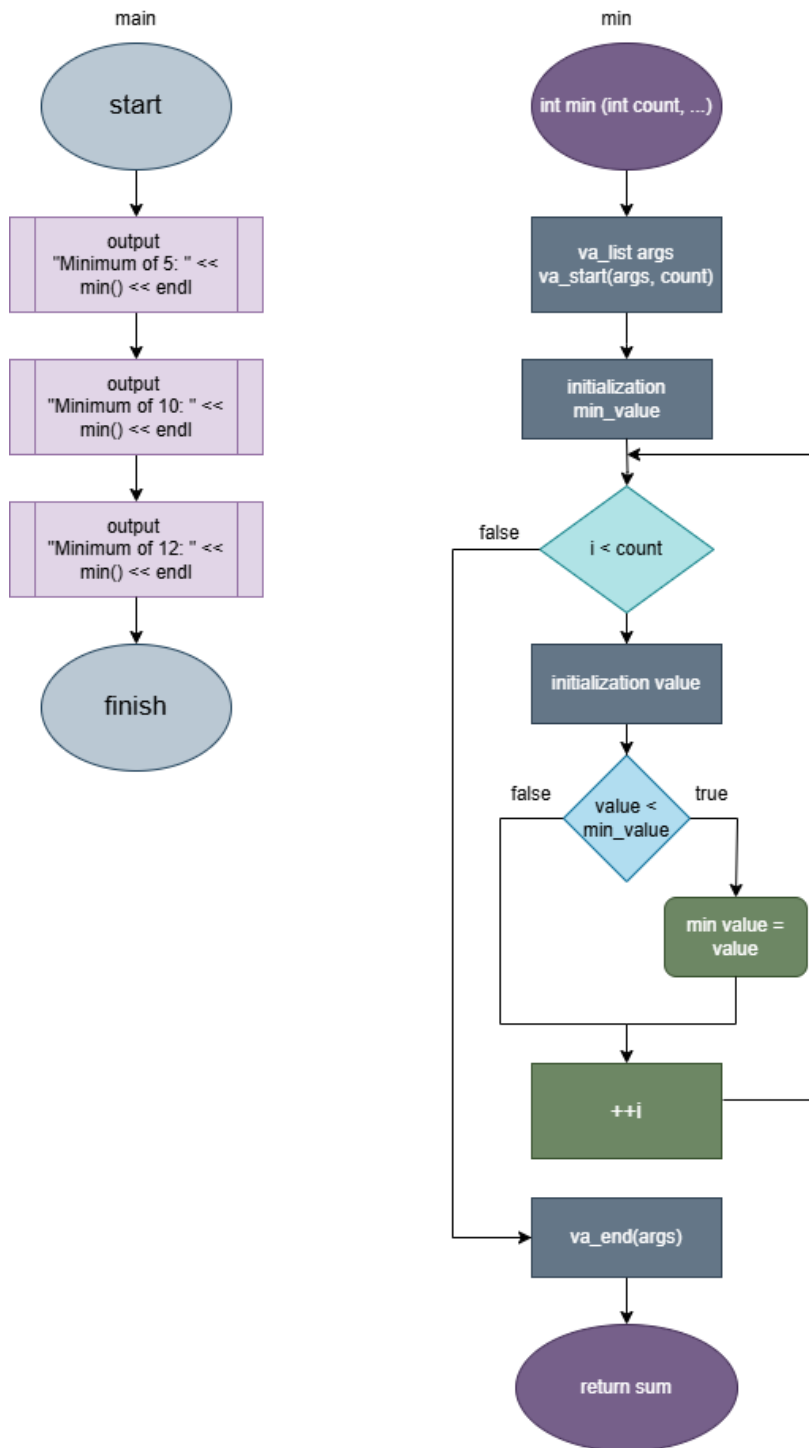 main
start
output
"Minimum of 5: " <<
min() << endl
output
"Minimum of 10: " <<
min() << endl
output
"Minimum of 12: " <<
min() << endl
finish
min
int min (int count, ...)
va_list args
va_start(args, count)
initialization
min_value
i < count
false
initialization value
value <
min_value
false
true
min value =
value
++i
va_end(args)
return sum